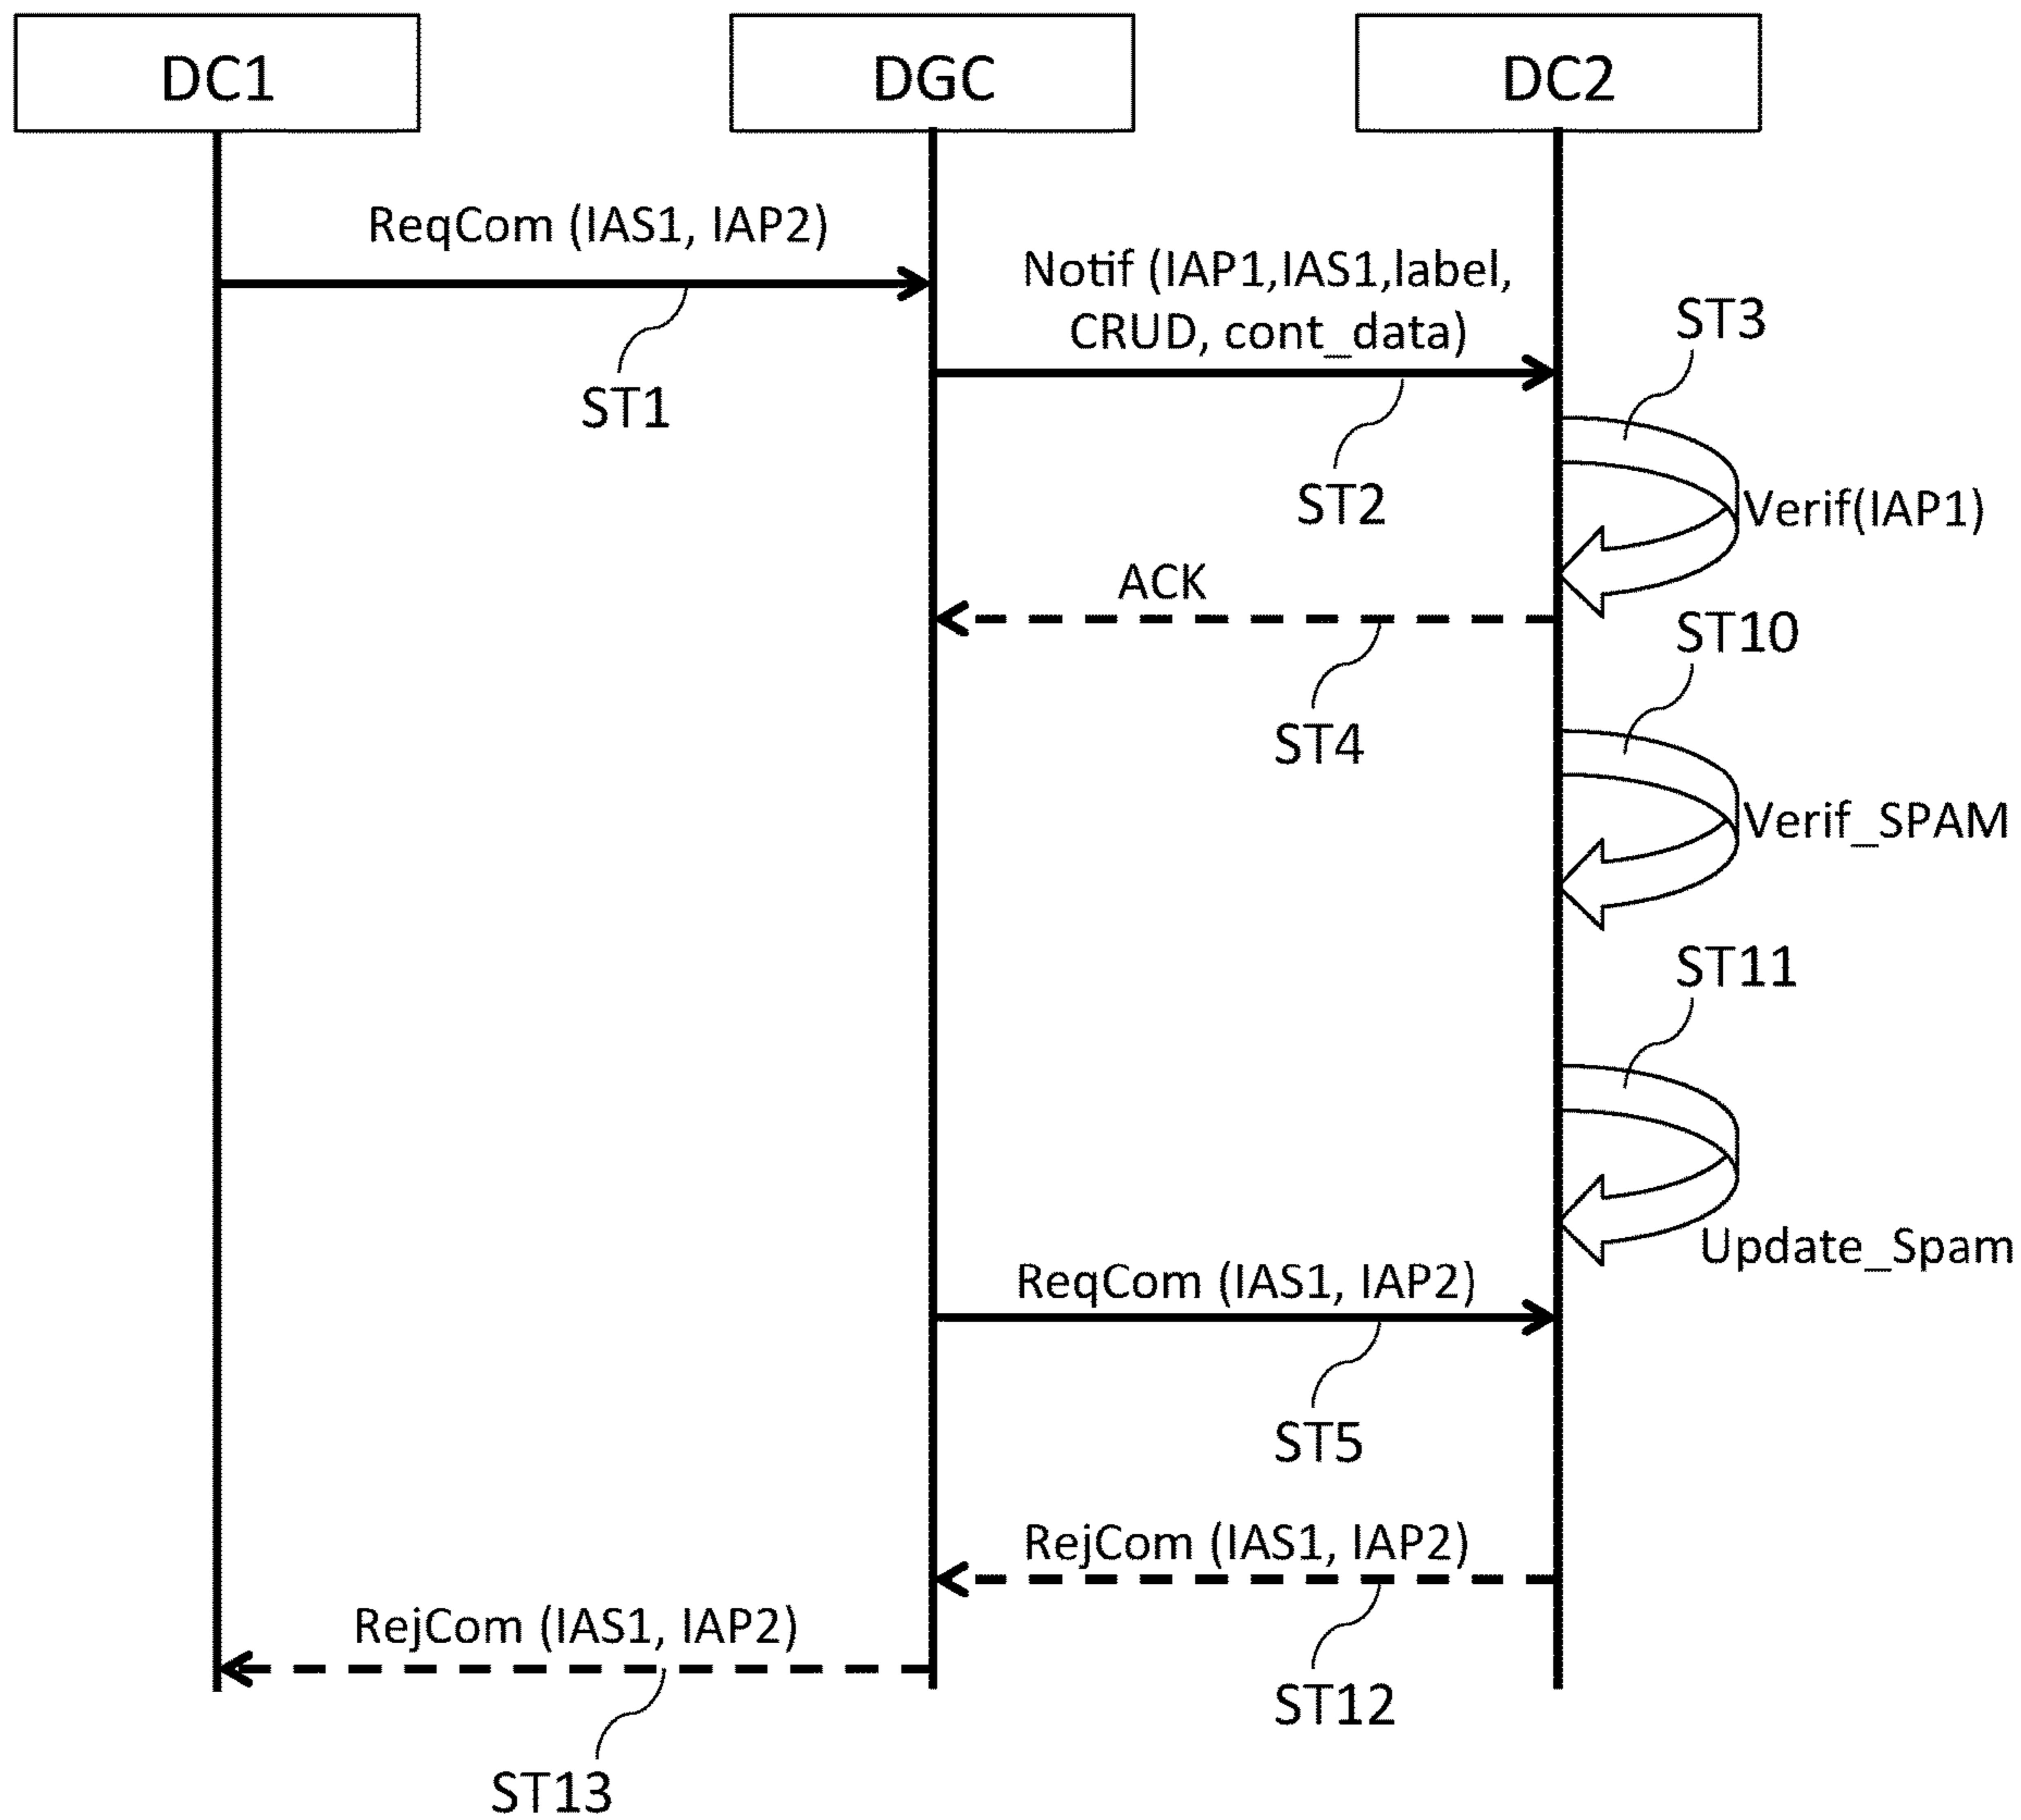 DC1
DGC
DC2
ReqCom (IAS1, IAP2)
ST1
Notif (IAP1,IAS1,label,
CRUD, cont_data)
ST2
ST3
Verif(IAP1)
ACK
ST4
ST10
Verif_SPAM
ST11
Update_Spam
ReqCom (IAS1, IAP2)
ST5
RejCom (IAS1, IAP2)
ST12
RejCom (IAS1, IAP2)
ST13